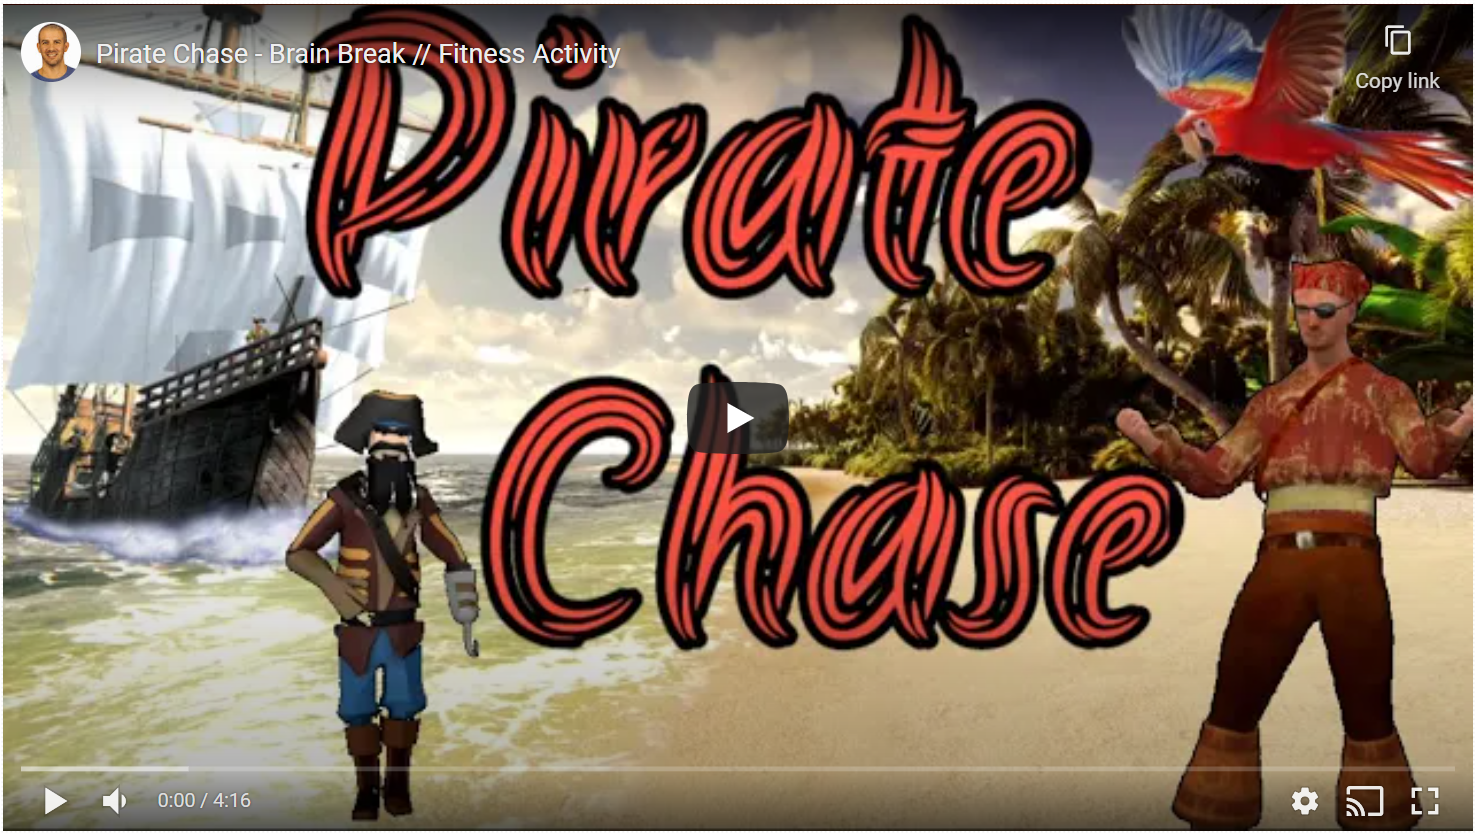 Pirate Chase - Brain Break // Fitness Activity
Copy link
Pirate
Chase
0:00 / 4:16